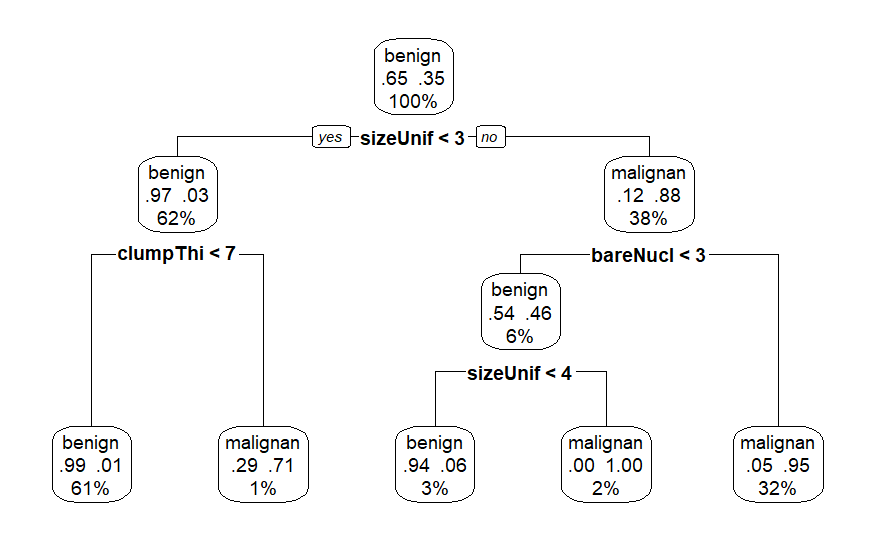 benign
.65 .35
100%
yes sizeUnif < 3 no
benign
.97 .03
62%
malignan
.12 .88
38%
clumpThi < 7
bareNucl < 3
benign
.54 .46
6%
sizeUnif < 4
benign
.99 .01
61%
malignan
.29 .71
1%
benign
.94 .06
3%
malignan
.00 1.00
2%
malignan
.05 .95
32%